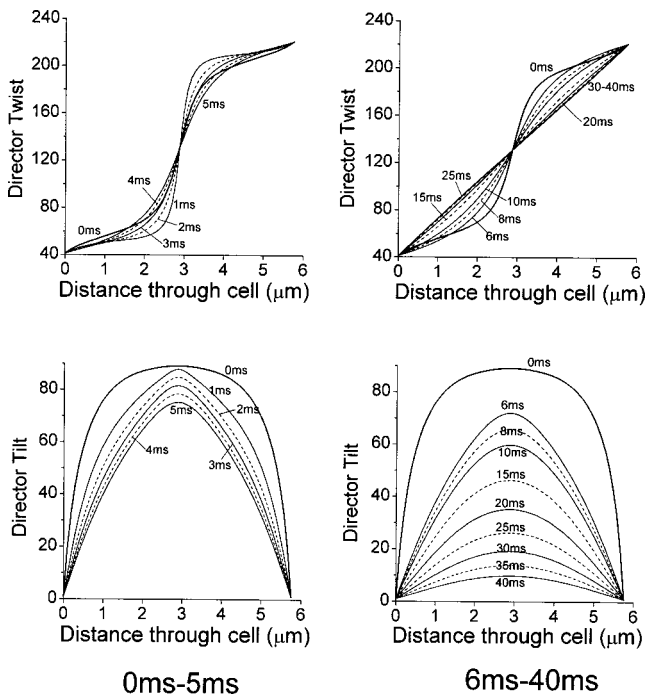 240
200
160
120
80
40
Director Twist
4ms
0ms
5ms
1ms
2ms
3ms
0 1 2 3 4 5 6
Distance through cell (μm)
240
200
160
120
80
40
Director Twist
0ms
30-40ms
20ms
25ms
15ms
10ms
8ms
6ms
0 1 2 3 4 5 6
Distance through cell (μm)
80
60
40
20
0
Director Tilt
0ms
1ms
2ms
5ms
4ms
3ms
0 1 2 3 4 5 6
Distance through cell (μm)
0ms-5ms
80
60
40
20
0
Director Tilt
0ms
6ms
8ms
10ms
15ms
20ms
25ms
30ms
35ms
40ms
0 1 2 3 4 5 6
Distance through cell (μm)
6ms-40ms